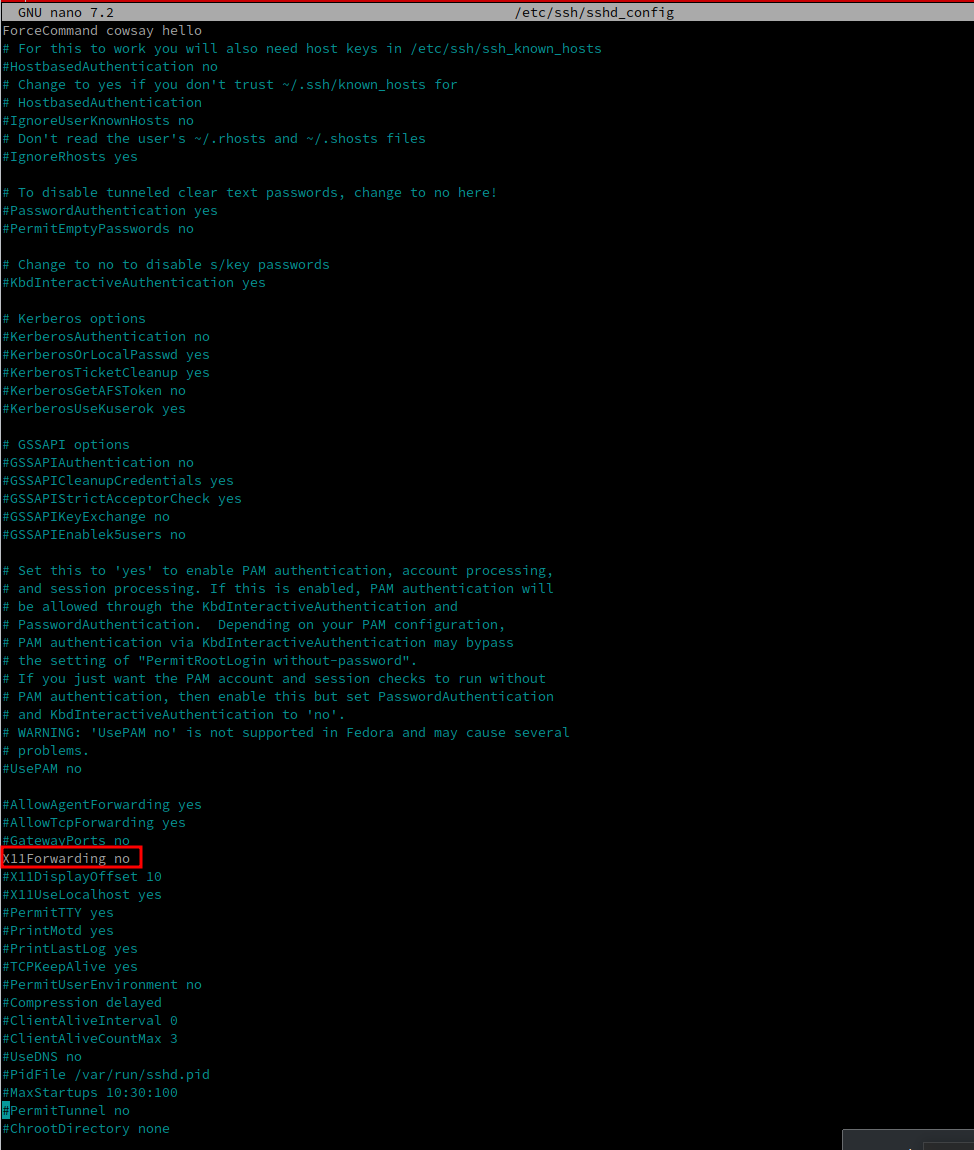 GNU nano 7.2 /etc/ssh/sshd_config
ForceCommand cowsay hello
# For this to work you will also need host keys in /etc/ssh/ssh_known_hosts
#HostbasedAuthentication no
# Change to yes if you don't trust ~/.ssh/known_hosts for
# HostbasedAuthentication
#IgnoreUserKnownHosts no
# Don't read the user's ~/.rhosts and ~/.shosts files
#IgnoreRhosts yes
# To disable tunneled clear text passwords, change to no here!
#PasswordAuthentication yes
#PermitEmptyPasswords no
# Change to no to disable s/key passwords
#KbdInteractiveAuthentication yes
# Kerberos options
#KerberosAuthentication no
#KerberosOrLocalPasswd yes
#KerberosTicketCleanup yes
#KerberosGetAFSToken no
#KerberosUseKuserok yes
# GSSAPI options
#GSSAPIAuthentication no
#GSSAPICleanupCredentials yes
#GSSAPIStrictAcceptorCheck yes
#GSSAPIKeyExchange no
#GSSAPIEnablek5users no
# Set this to 'yes' to enable PAM authentication, account processing,
# and session processing. If this is enabled, PAM authentication will
# be allowed through the KbdInteractiveAuthentication and
# PasswordAuthentication.  Depending on your PAM configuration,
# PAM authentication via KbdInteractiveAuthentication may bypass
# the setting of "PermitRootLogin without-password".
# If you just want the PAM account and session checks to run without
# PAM authentication, then enable this but set PasswordAuthentication
# and KbdInteractiveAuthentication to 'no'.
# WARNING: 'UsePAM no' is not supported in Fedora and may cause several
# problems.
#UsePAM no
#AllowAgentForwarding yes
#AllowTcpForwarding yes
#GatewayPorts no
X11Forwarding no
#X11DisplayOffset 10
#X11UseLocalhost yes
#PermitTTY yes
#PrintMotd yes
#PrintLastLog yes
#TCPKeepAlive yes
#PermitUserEnvironment no
#Compression delayed
#ClientAliveInterval 0
#ClientAliveCountMax 3
#UseDNS no
#PidFile /var/run/sshd.pid
#MaxStartups 10:30:100
#PermitTunnel no
#ChrootDirectory none